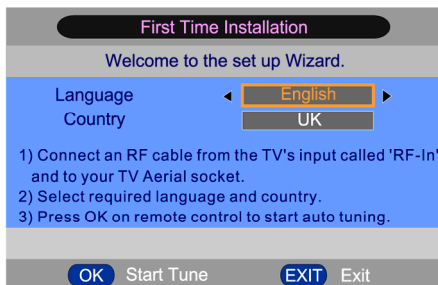 First Time Installation
Welcome to the set up Wizard.
Language English
Country UK
1) Connect an RF cable from the TV's input called 'RF-In'
and to your TV Aerial socket.
2) Select required language and country.
3) Press OK on remote control to start auto tuning.
OK Start Tune EXIT Exit